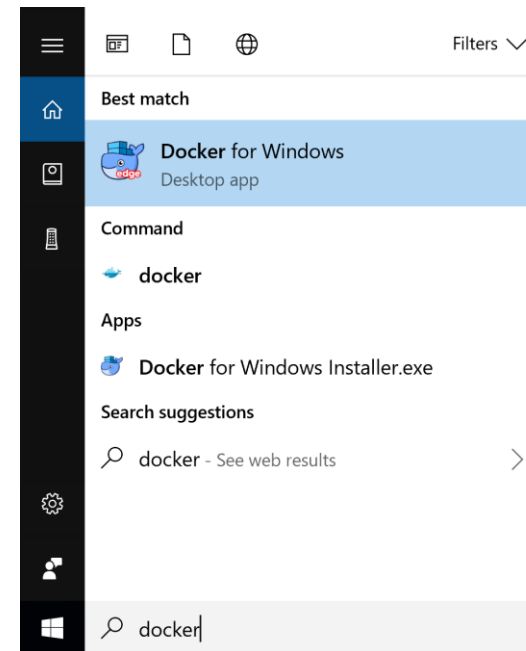 Filters
Best match
edge
Docker for Windows
Desktop app
Command
docker
Apps
Docker for Windows Installer.exe
Search suggestions
docker - See web results
docker